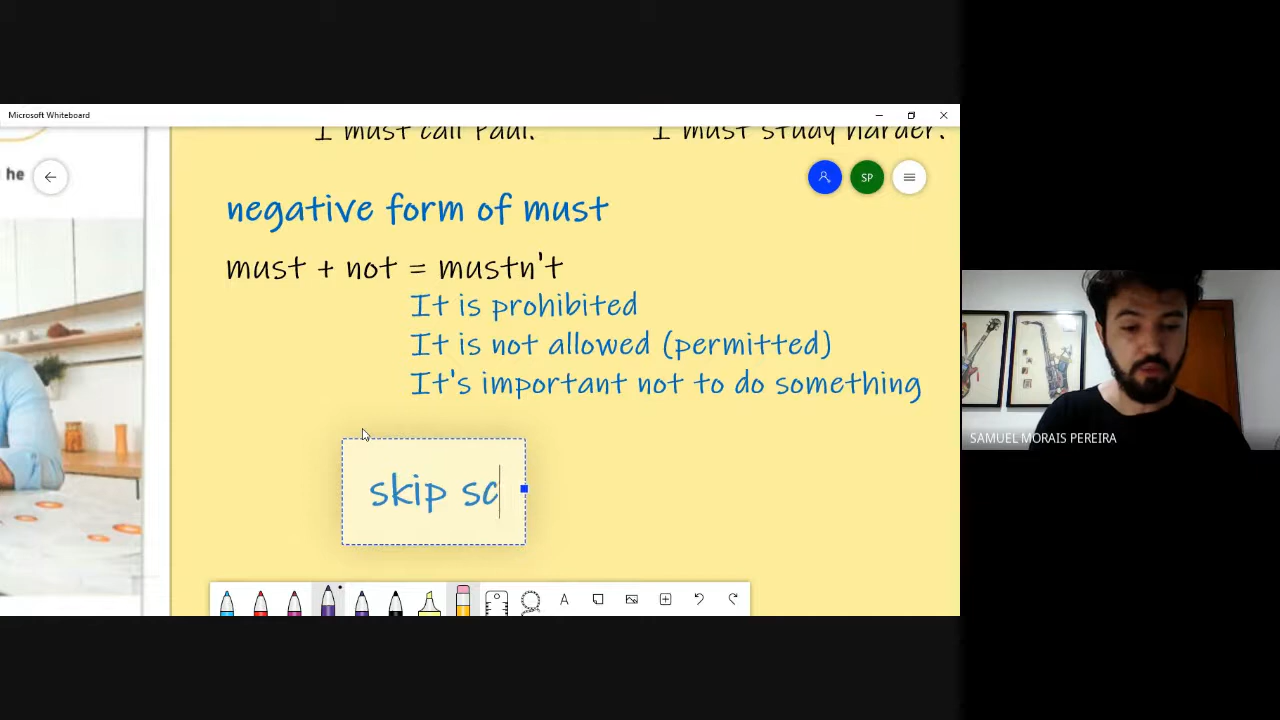 Microsoft Whiteboard
he
I must call Paul.
I must study harder.
SP
negative form of must
must + not = mustn't
It is prohibited
It is not allowed (permitted)
It's important not to do something
skip sc
A
SAMUEL MORAIS PEREIRA